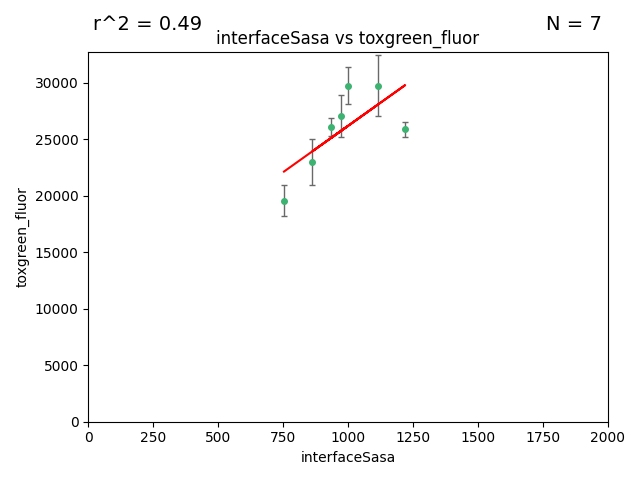 r^2 = 0.49
N = 7
interfaceSasa vs toxgreen_fluor
30000
25000
20000
15000
10000
5000
0
toxgreen_fluor
0 250 500 750 1000 1250 1500 1750 2000
interfaceSasa